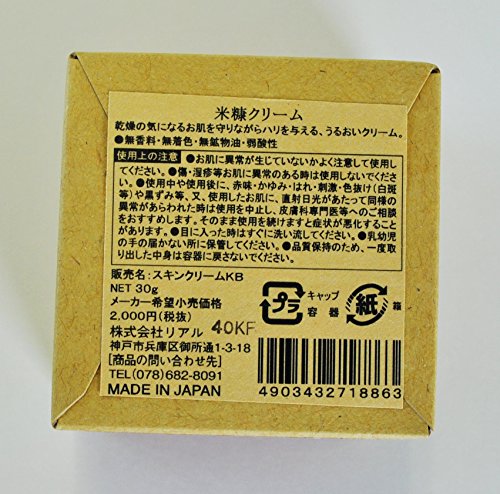 米糠クリーム
乾燥の気になるお肌を守りながらハリを与える、うるおいクリーム。
●無香料・無着色・無鉱物油・弱酸性
使用上の注意 ●お肌に異常が生じていないかよく注意して使用し
てください。●傷・湿疹等お肌に異常のある時は使用しないでくだ
さい。●使用中や使用後に、赤味・かゆみ・はれ・刺激・色抜け(白斑
等)や黒ずみ等、又、使用したお肌に、直射日光があたって同様の
異常があらわれた時は使用を中止し、皮膚科専門医等へのご相談
をおすすめします。そのまま使用を続けますと症状が悪化すること
があります。●目に入った時はすぐに洗い流してください。●乳幼児
の手の届かない所に保管してください。●品質保持のため、一度取
り出した中身は容器に戻さないでください。
販売名:スキンクリームKB
NET 30g
メーカー希望小売価格
2,000円(税抜)
株式会社リアル 40KF
神戸市兵庫区御所通1-3-18
[商品の問い合わせ先]
TEL(078)682-8091
MADE IN JAPAN
プラ
キャップ
容器
紙
箱
4903432718863